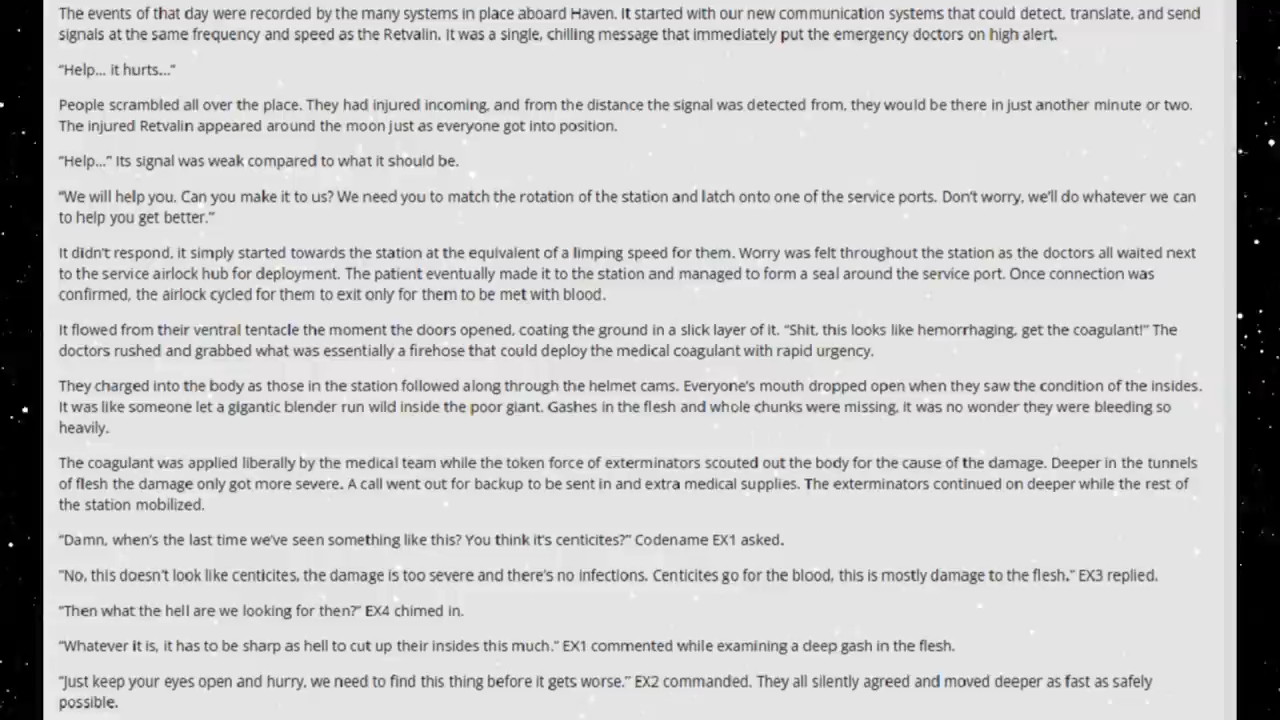 The events of that day were recorded by the many systems in place aboard Haven. It started with our new communication systems that could detect, translate, and send
signals at the same frequency and speed as the Retvalin. It was a single, chilling message that immediately put the emergency doctors on high alert.
“Help... it hurts...”
People scrambled all over the place. They had injured incoming, and from the distance the signal was detected from, they would be there in just another minute or two.
The injured Retvalin appeared around the moon just as everyone got into position.
“Help...” Its signal was weak compared to what it should be.
“We will help you. Can you make it to us? We need you to match the rotation of the station and latch onto one of the service ports. Don’t worry, we’ll do whatever we can
to help you get better.”
It didn’t respond, it simply started towards the station at the equivalent of a limping speed for them. Worry was felt throughout the station as the doctors all waited next
to the service airlock hub for deployment. The patient eventually made it to the station and managed to form a seal around the service port. Once connection was
confirmed, the airlock cycled for them to exit only for them to be met with blood.
It flowed from their ventral tentacle the moment the doors opened, coating the ground in a slick layer of it. “Shit, this looks like hemorrhaging, get the coagulant!” The
doctors rushed and grabbed what was essentially a firehose that could deploy the medical coagulant with rapid urgency.
They charged into the body as those in the station followed along through the helmet cams. Everyone’s mouth dropped open when they saw the condition of the insides.
It was like someone let a gigantic blender run wild inside the poor giant. Gashes in the flesh and whole chunks were missing, it was no wonder they were bleeding so
heavily.
The coagulant was applied liberally by the medical team while the token force of exterminators scouted out the body for the cause of the damage. Deeper in the tunnels
of flesh the damage only got more severe. A call went out for backup to be sent in and extra medical supplies. The exterminators continued on deeper while the rest of
the station mobilized.
“Damn, when’s the last time we’ve seen something like this? You think it’s centicites?” Codename EX1 asked.
“No, this doesn’t look like centicites, the damage is too severe and there’s no infections. Centicites go for the blood, this is mostly damage to the flesh.” EX3 replied.
“Then what the hell are we looking for then?” EX4 chimed in.
“Whatever it is, it has to be sharp as hell to cut up their insides this much.” EX1 commented while examining a deep gash in the flesh.
“Just keep your eyes open and hurry, we need to find this thing before it gets worse.” EX2 commanded. They all silently agreed and moved deeper as fast as safely
possible.